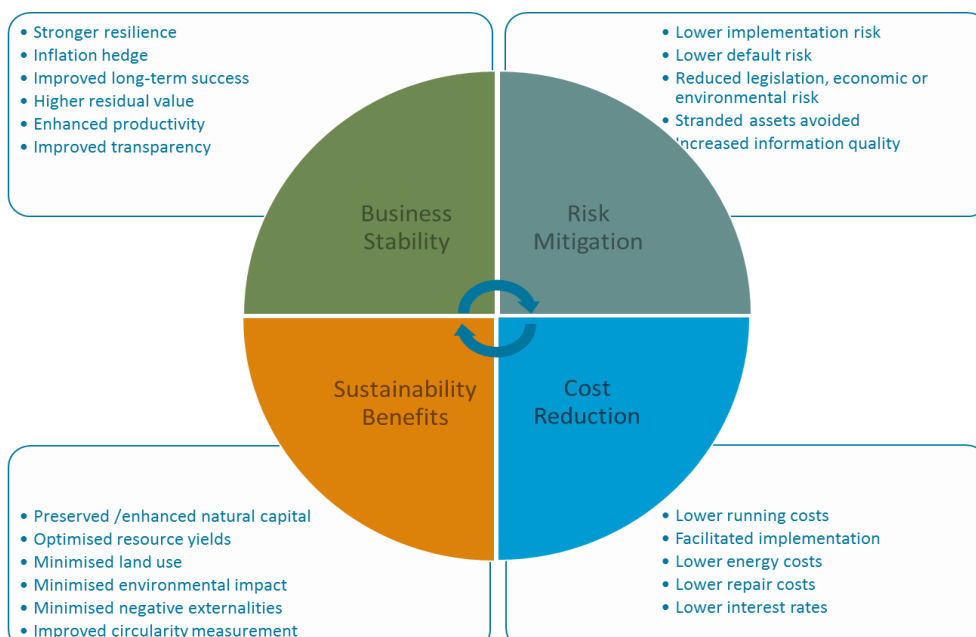 • Stronger resilience
• Inflation hedge
• Improved long-term success
• Higher residual value
• Enhanced productivity
• Improved transparency
• Lower implementation risk
• Lower default risk
• Reduced legislation, economic or
environmental risk
• Stranded assets avoided
• Increased information quality
Business
Stability
Risk
Mitigation
Sustainability
Benefits
Cost
Reduction
• Preserved /enhanced natural capital
• Optimised resource yields
• Minimised land use
• Minimised environmental impact
• Minimised negative externalities
• Improved circularity measurement
• Lower running costs
• Facilitated implementation
• Lower energy costs
• Lower repair costs
• Lower interest rates